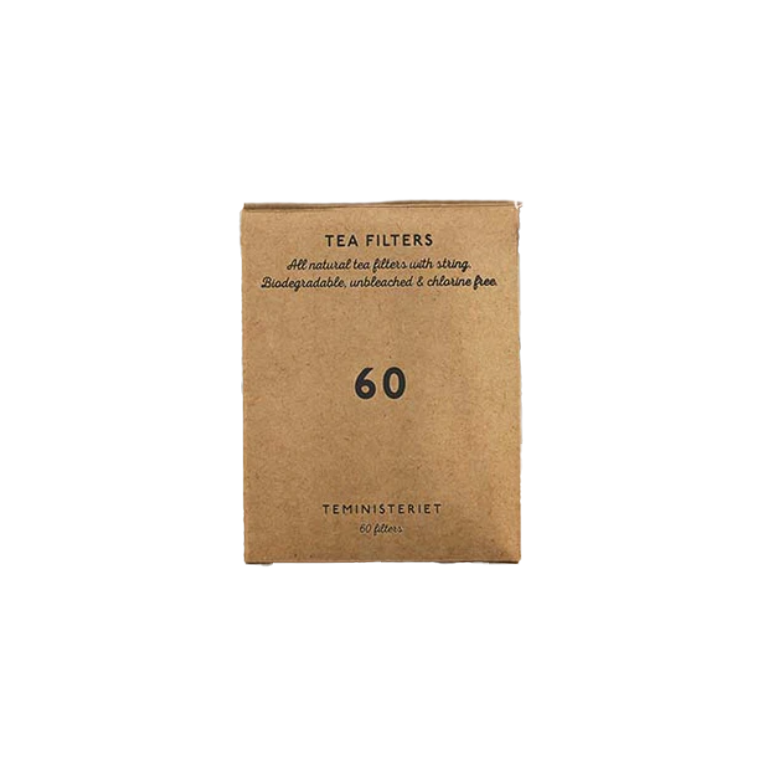 TEA FILTERS
All natural tea filters with string.
Biodegradable, unbleached & chlorine free.
60
TEMINISTERIET
60 filters